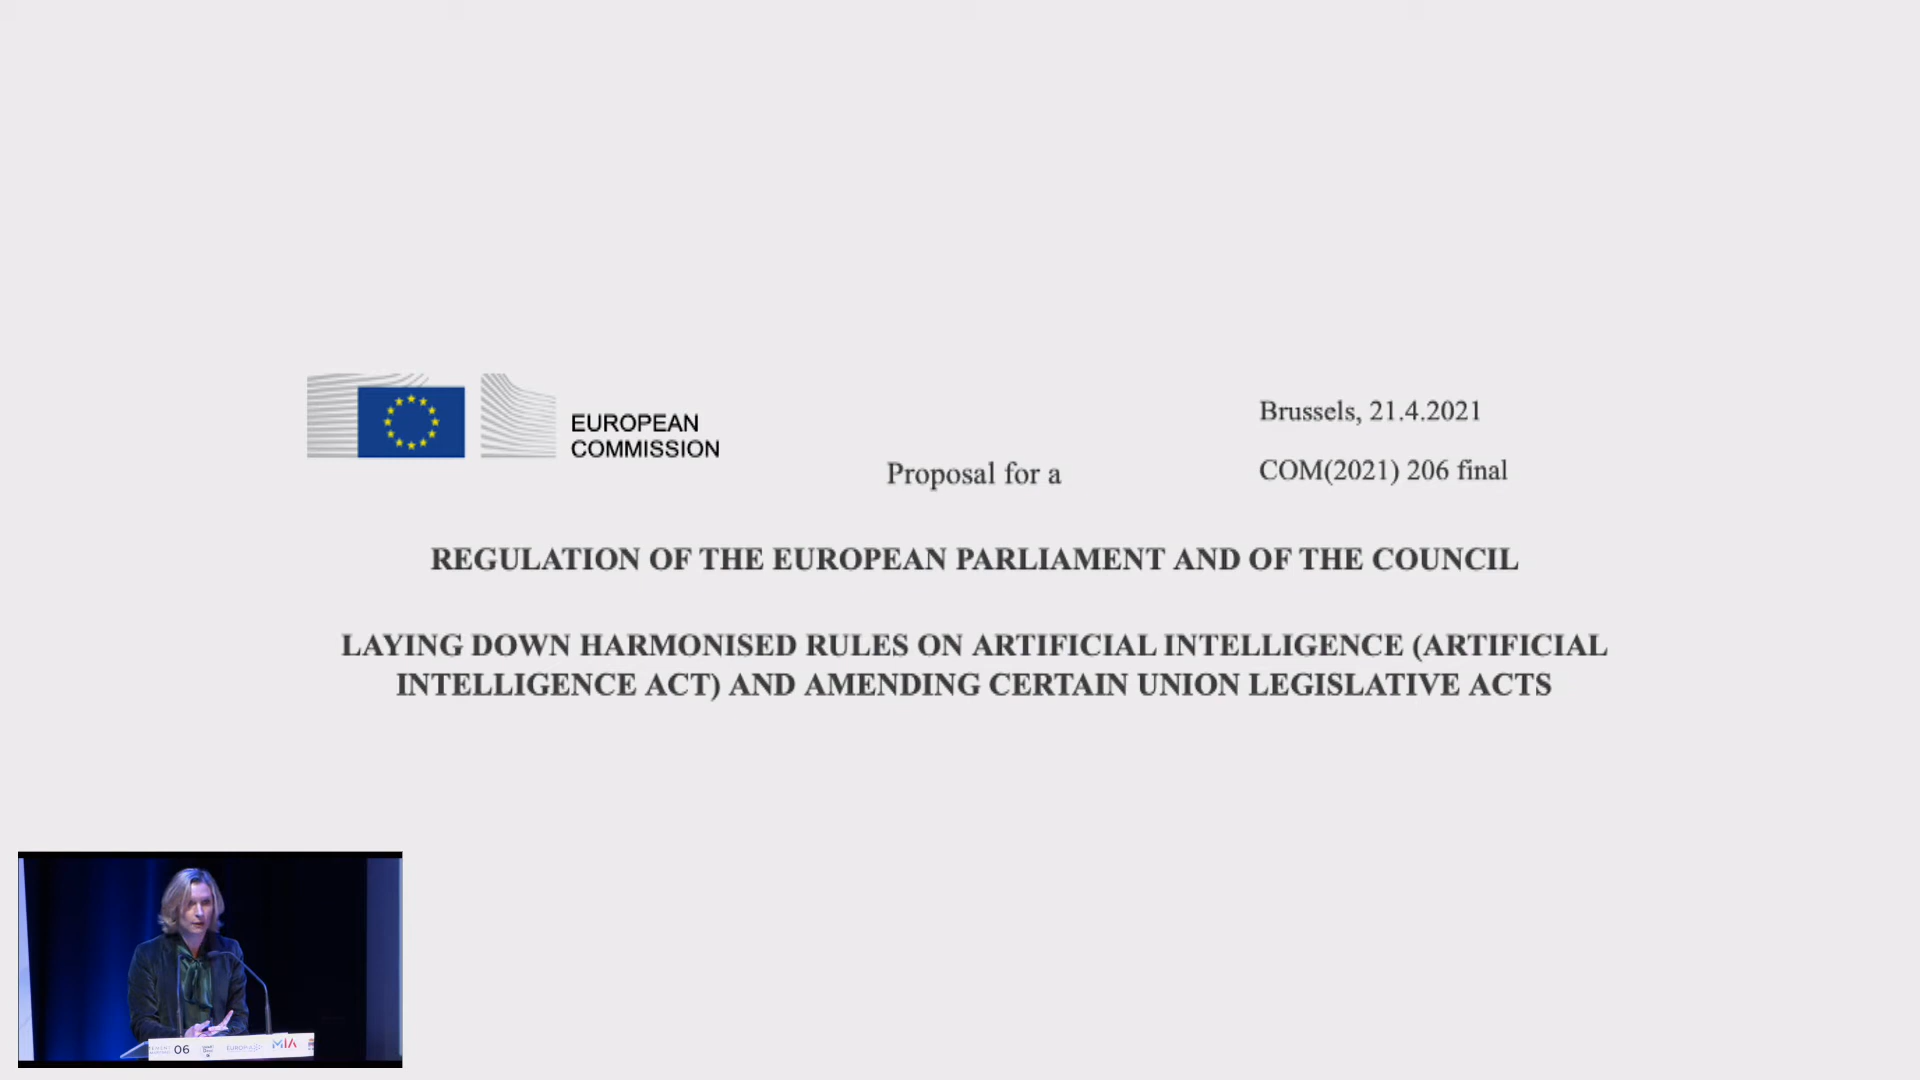 EUROPEAN
COMMISSION
Brussels, 21.4.2021
COM(2021) 206 final
Proposal for a
REGULATION OF THE EUROPEAN PARLIAMENT AND OF THE COUNCIL
LAYING DOWN HARMONISED RULES ON ARTIFICIAL INTELLIGENCE (ARTIFICIAL
INTELLIGENCE ACT) AND AMENDING CERTAIN UNION LEGISLATIVE ACTS
06
MIA